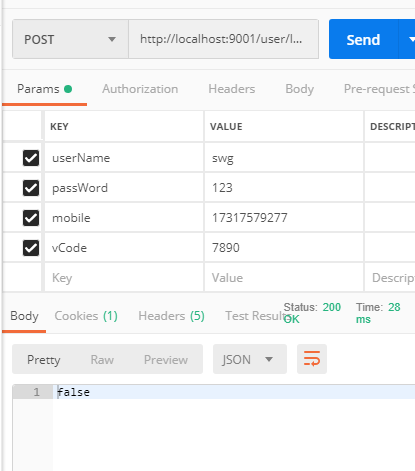 POST http://localhost:9001/user/l... Send
Params Authorization Headers Body Pre-request S
KEY VALUE DESCRIPT
userName swg
passWord 123
mobile 17317579277
vCode 7890
Key Value Descript
Body Cookies (1) Headers (5) Test Results Status: 200 OK Time: 28 ms
Pretty Raw Preview JSON
1 false